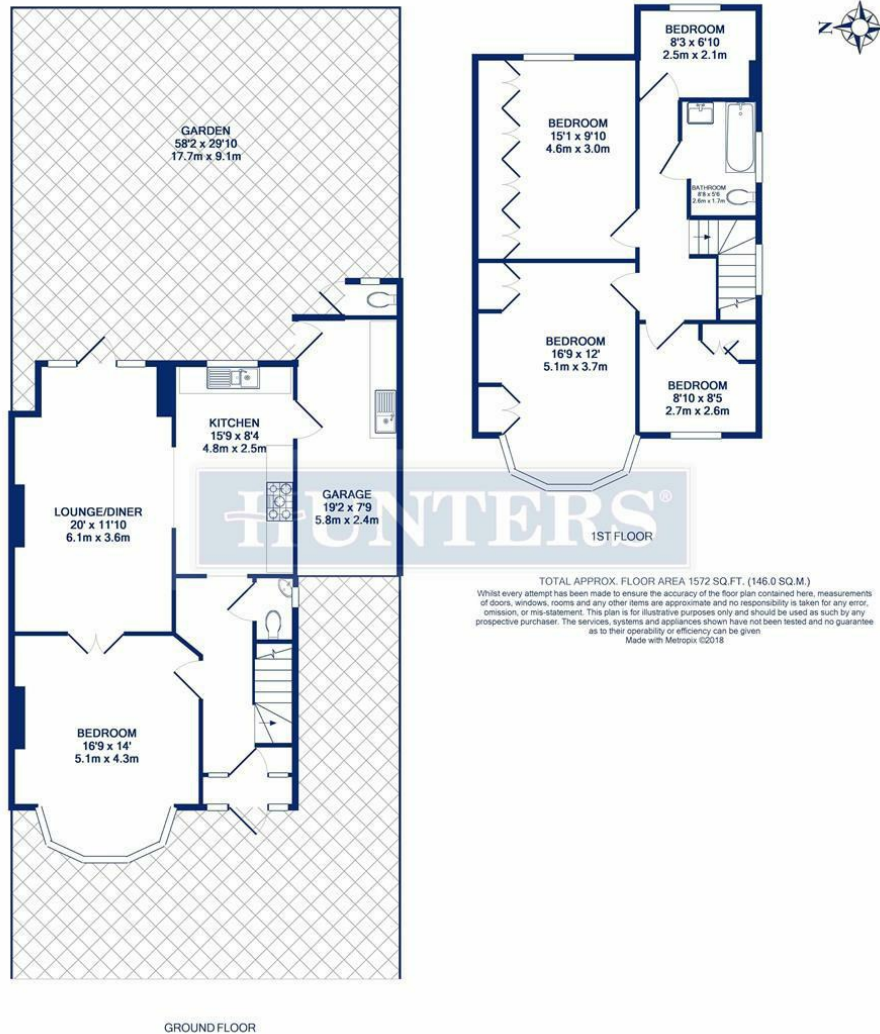 GARDEN
58'2 x 29'10
17.7m x 9.1m
KITCHEN
15'9 x 8'4
4.8m x 2.5m
LOUNGE/DINER
20' x 11'10
6.1m x 3.6m
GARAGE
19'2 x 7'9
5.8m x 2.4m
BEDROOM
16'9 x 14'
5.1m x 4.3m
GROUND FLOOR
N
BEDROOM
8'3 x 6'10
2.5m x 2.1m
BEDROOM
15'1 x 9'10
4.6m x 3.0m
BATHROOM
8'8 x 5'6
2.6m x 1.7m
BEDROOM
16'9 x 12'
5.1m x 3.7m
BEDROOM
8'10 x 8'5
2.7m x 2.6m
HUNTERS®
1ST FLOOR
TOTAL APPROX. FLOOR AREA 1572 SQ.FT. (146.0 SQ.M.)
Whilst every attempt has been made to ensure the accuracy of the floor plan contained here, measurements
of doors, windows, rooms and any other items are approximate and no responsibility is taken for any error,
omission, or mis-statement. This plan is for illustrative purposes only and should be used as such by any
prospective purchaser. The services, systems and appliances shown have not been tested and no guarantee
as to their operability or efficiency can be given
Made with Metropix ©2018